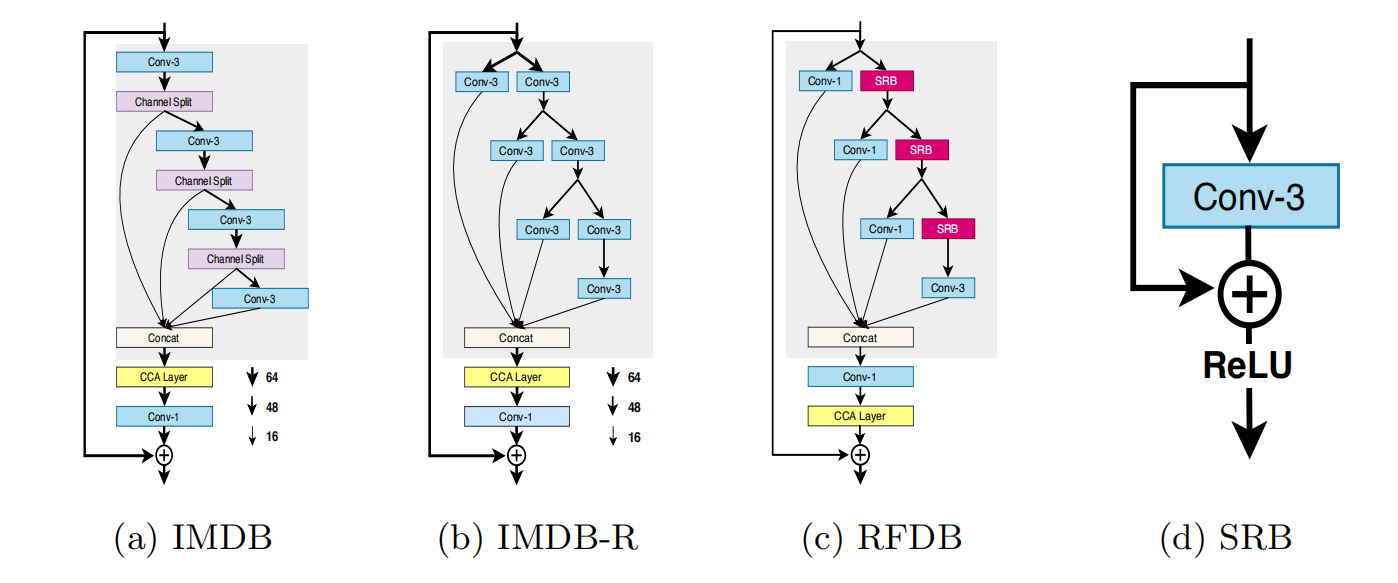 Conv-3
Channel Split
Conv-3
Channel Split
Conv-3
Channel Split
Conv-3
Concat
CCA Layer
Conv-1
64
48
16
(a) IMDB
Conv-3 Conv-3
Conv-3 Conv-3
Conv-3 Conv-3
Conv-3
Concat
CCA Layer
Conv-1
64
48
16
(b) IMDB-R
Conv-1 SRB
Conv-1 SRB
Conv-1 SRB
Conv-3
Concat
Conv-1
CCA Layer
(c) RFDB
Conv-3
ReLU
(d) SRB